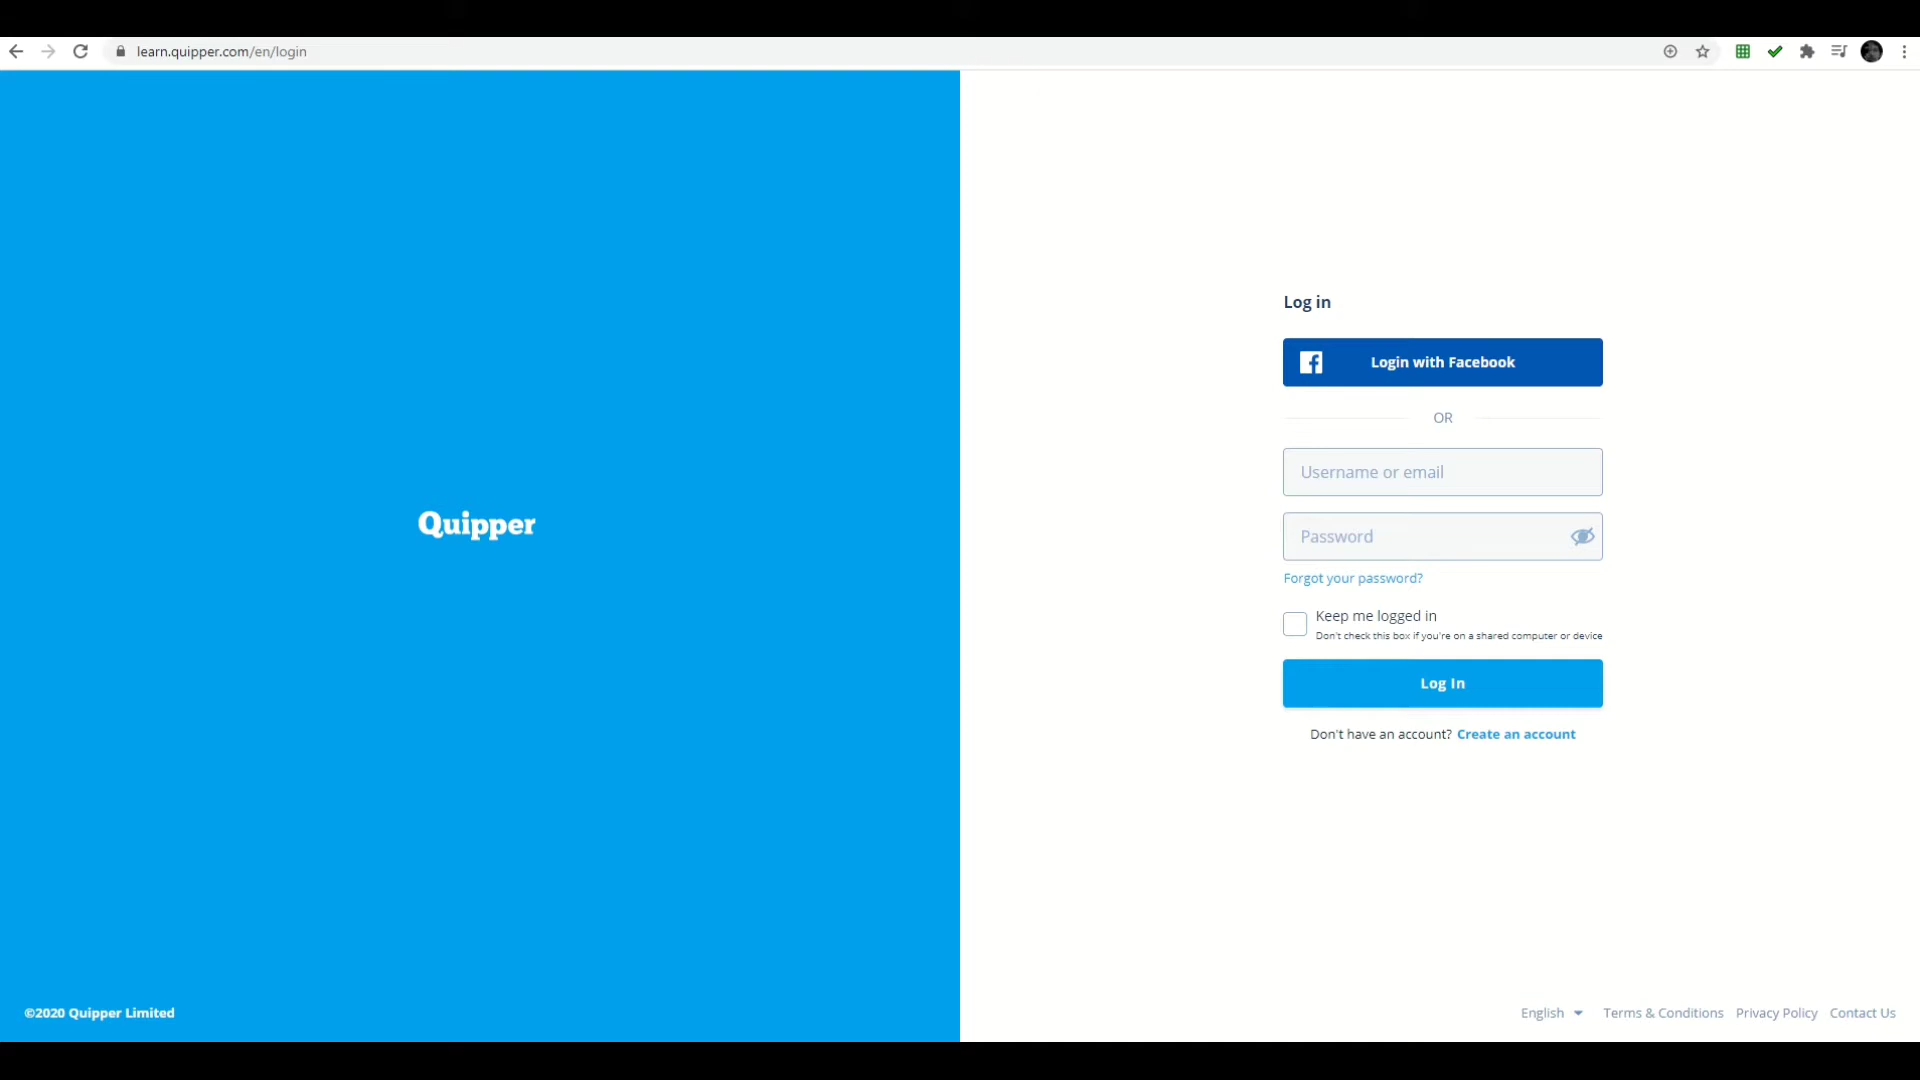 learn.quipper.com/en/login
Quipper
©2020 Quipper Limited
Log in
Login with Facebook
OR
Username or email
Password
Forgot your password?
Keep me logged in
Don't check this box if you're on a shared computer or device
Log In
Don't have an account? Create an account
English Terms & Conditions Privacy Policy Contact Us